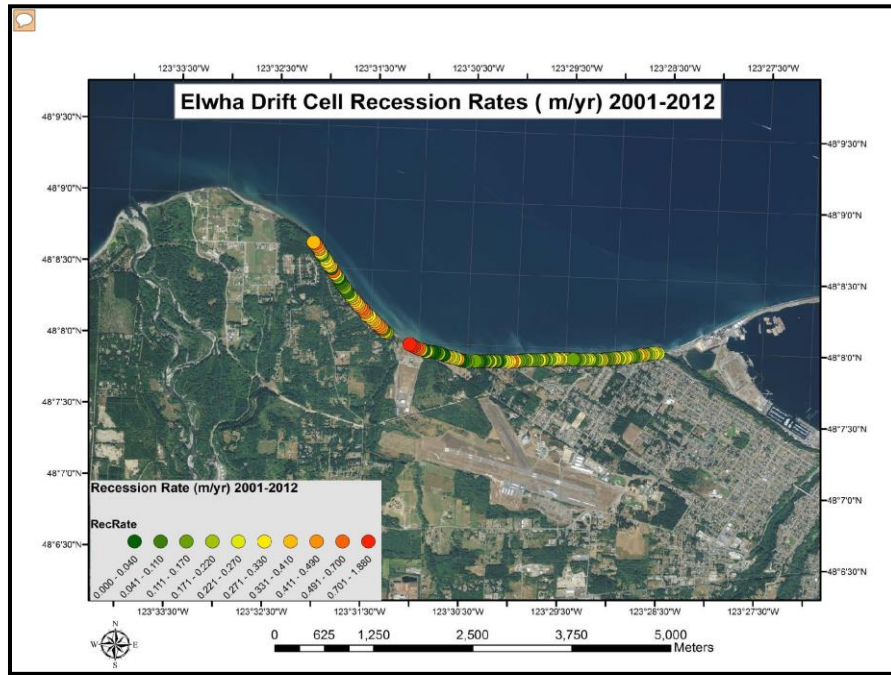 123°33'30"W 123°32'30"W 123°31'30"W 123°30'30"W 123°29'30"W 123°28'30"W 123°27'30"W
Elwha Drift Cell Recession Rates ( m/yr) 2001-2012
48°9'30"N
48°9'30"N
48°9'0"N
48°9'0"N
48°8'30"N
48°8'30"N
48°8'0"N
48°8'0"N
48°7'30"N
48°7'30"N
48°7'0"N
48°7'0"N
48°6'30"N
48°6'30"N
Recession Rate (m/yr) 2001-2012
RecRate
0.000 - 0.040
0.041 - 0.110
0.111 - 0.170
0.171 - 0.220
0.221 - 0.270
0.271 - 0.330
0.331 - 0.410
0.411 - 0.490
0.491 - 0.700
0.701 - 1.880
123°33'30"W 123°32'30"W 123°31'30"W 123°30'30"W 123°29'30"W 123°28'30"W 123°27'30"W
N
W E
S
0 625 1,250 2,500 3,750 5,000
Meters